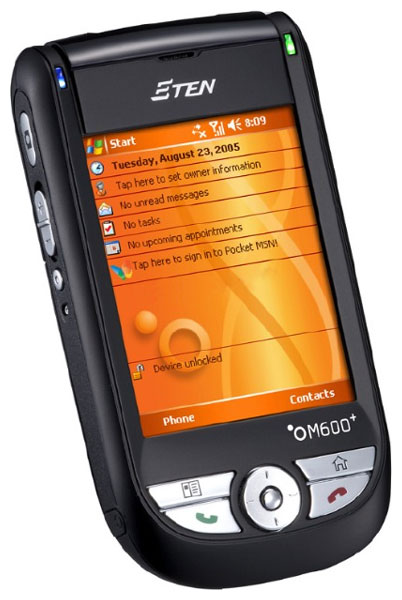 ETEN
Start 8:09
Tuesday, August 23, 2005
Tap here to set owner information
No unread messages
No tasks
No upcoming appointments
Tap here to sign in to Pocket MSN!
Device unlocked
Phone Contacts
M600+